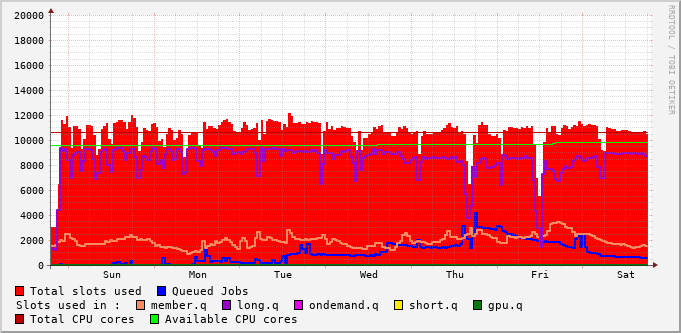 RRDTOOL / TOBI OETIKER
20000
18000
16000
14000
12000
10000
8000
6000
4000
2000
0
Sun Mon Tue Wed Thu Fri Sat
Total slots used Queued Jobs
Slots used in : member.q long.q ondemand.q short.q gpu.q
Total CPU cores Available CPU cores